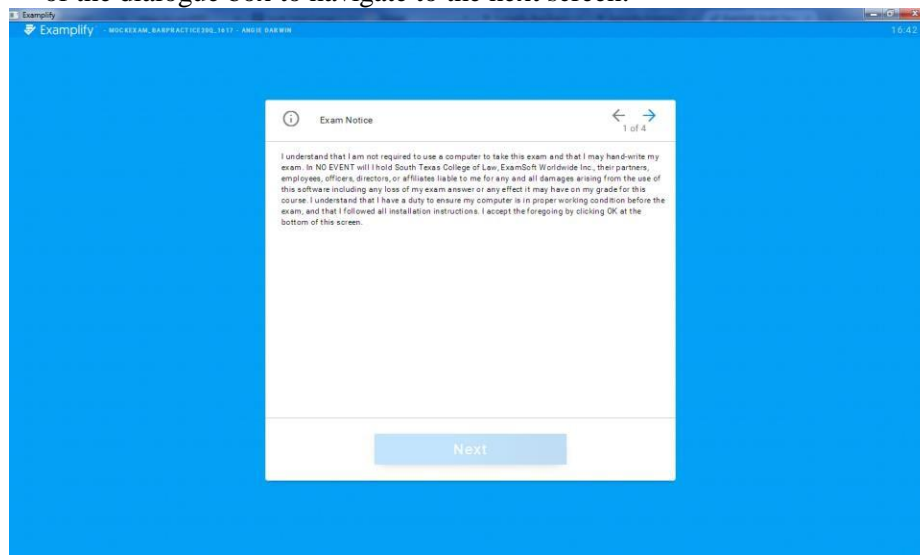 of the dialogue box to navigate to the next screen.
Examplify
Examplify - MOCKEXAM_BARPRACTICE20Q_1617 - ANGIE DARWIN
16:42
Exam Notice
1 of 4
I understand that I am not required to use a computer to take this exam and that I may hand-write my
exam. In NO EVENT will I hold South Texas College of Law, ExamSoft Worldwide Inc., their partners,
employees, officers, directors, or affiliates liable to me for any and all damages arising from the use of
this software including any loss of my exam answer or any effect it may have on my grade for this
course. I understand that I have a duty to ensure my computer is in proper working condition before the
exam, and that I followed all installation instructions. I accept the foregoing by clicking OK at the
bottom of this screen.
Next